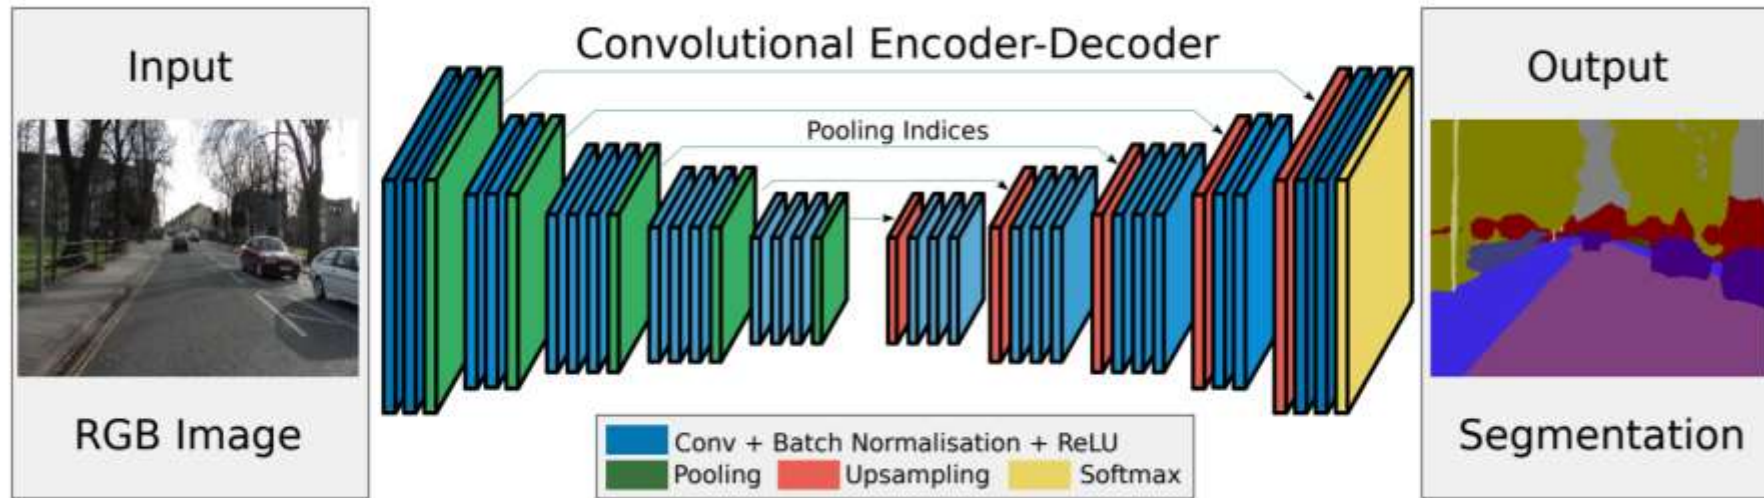 Input
RGB Image
Convolutional Encoder-Decoder
Pooling Indices
Conv + Batch Normalisation + ReLU
Pooling Upsampling Softmax
Output
Segmentation